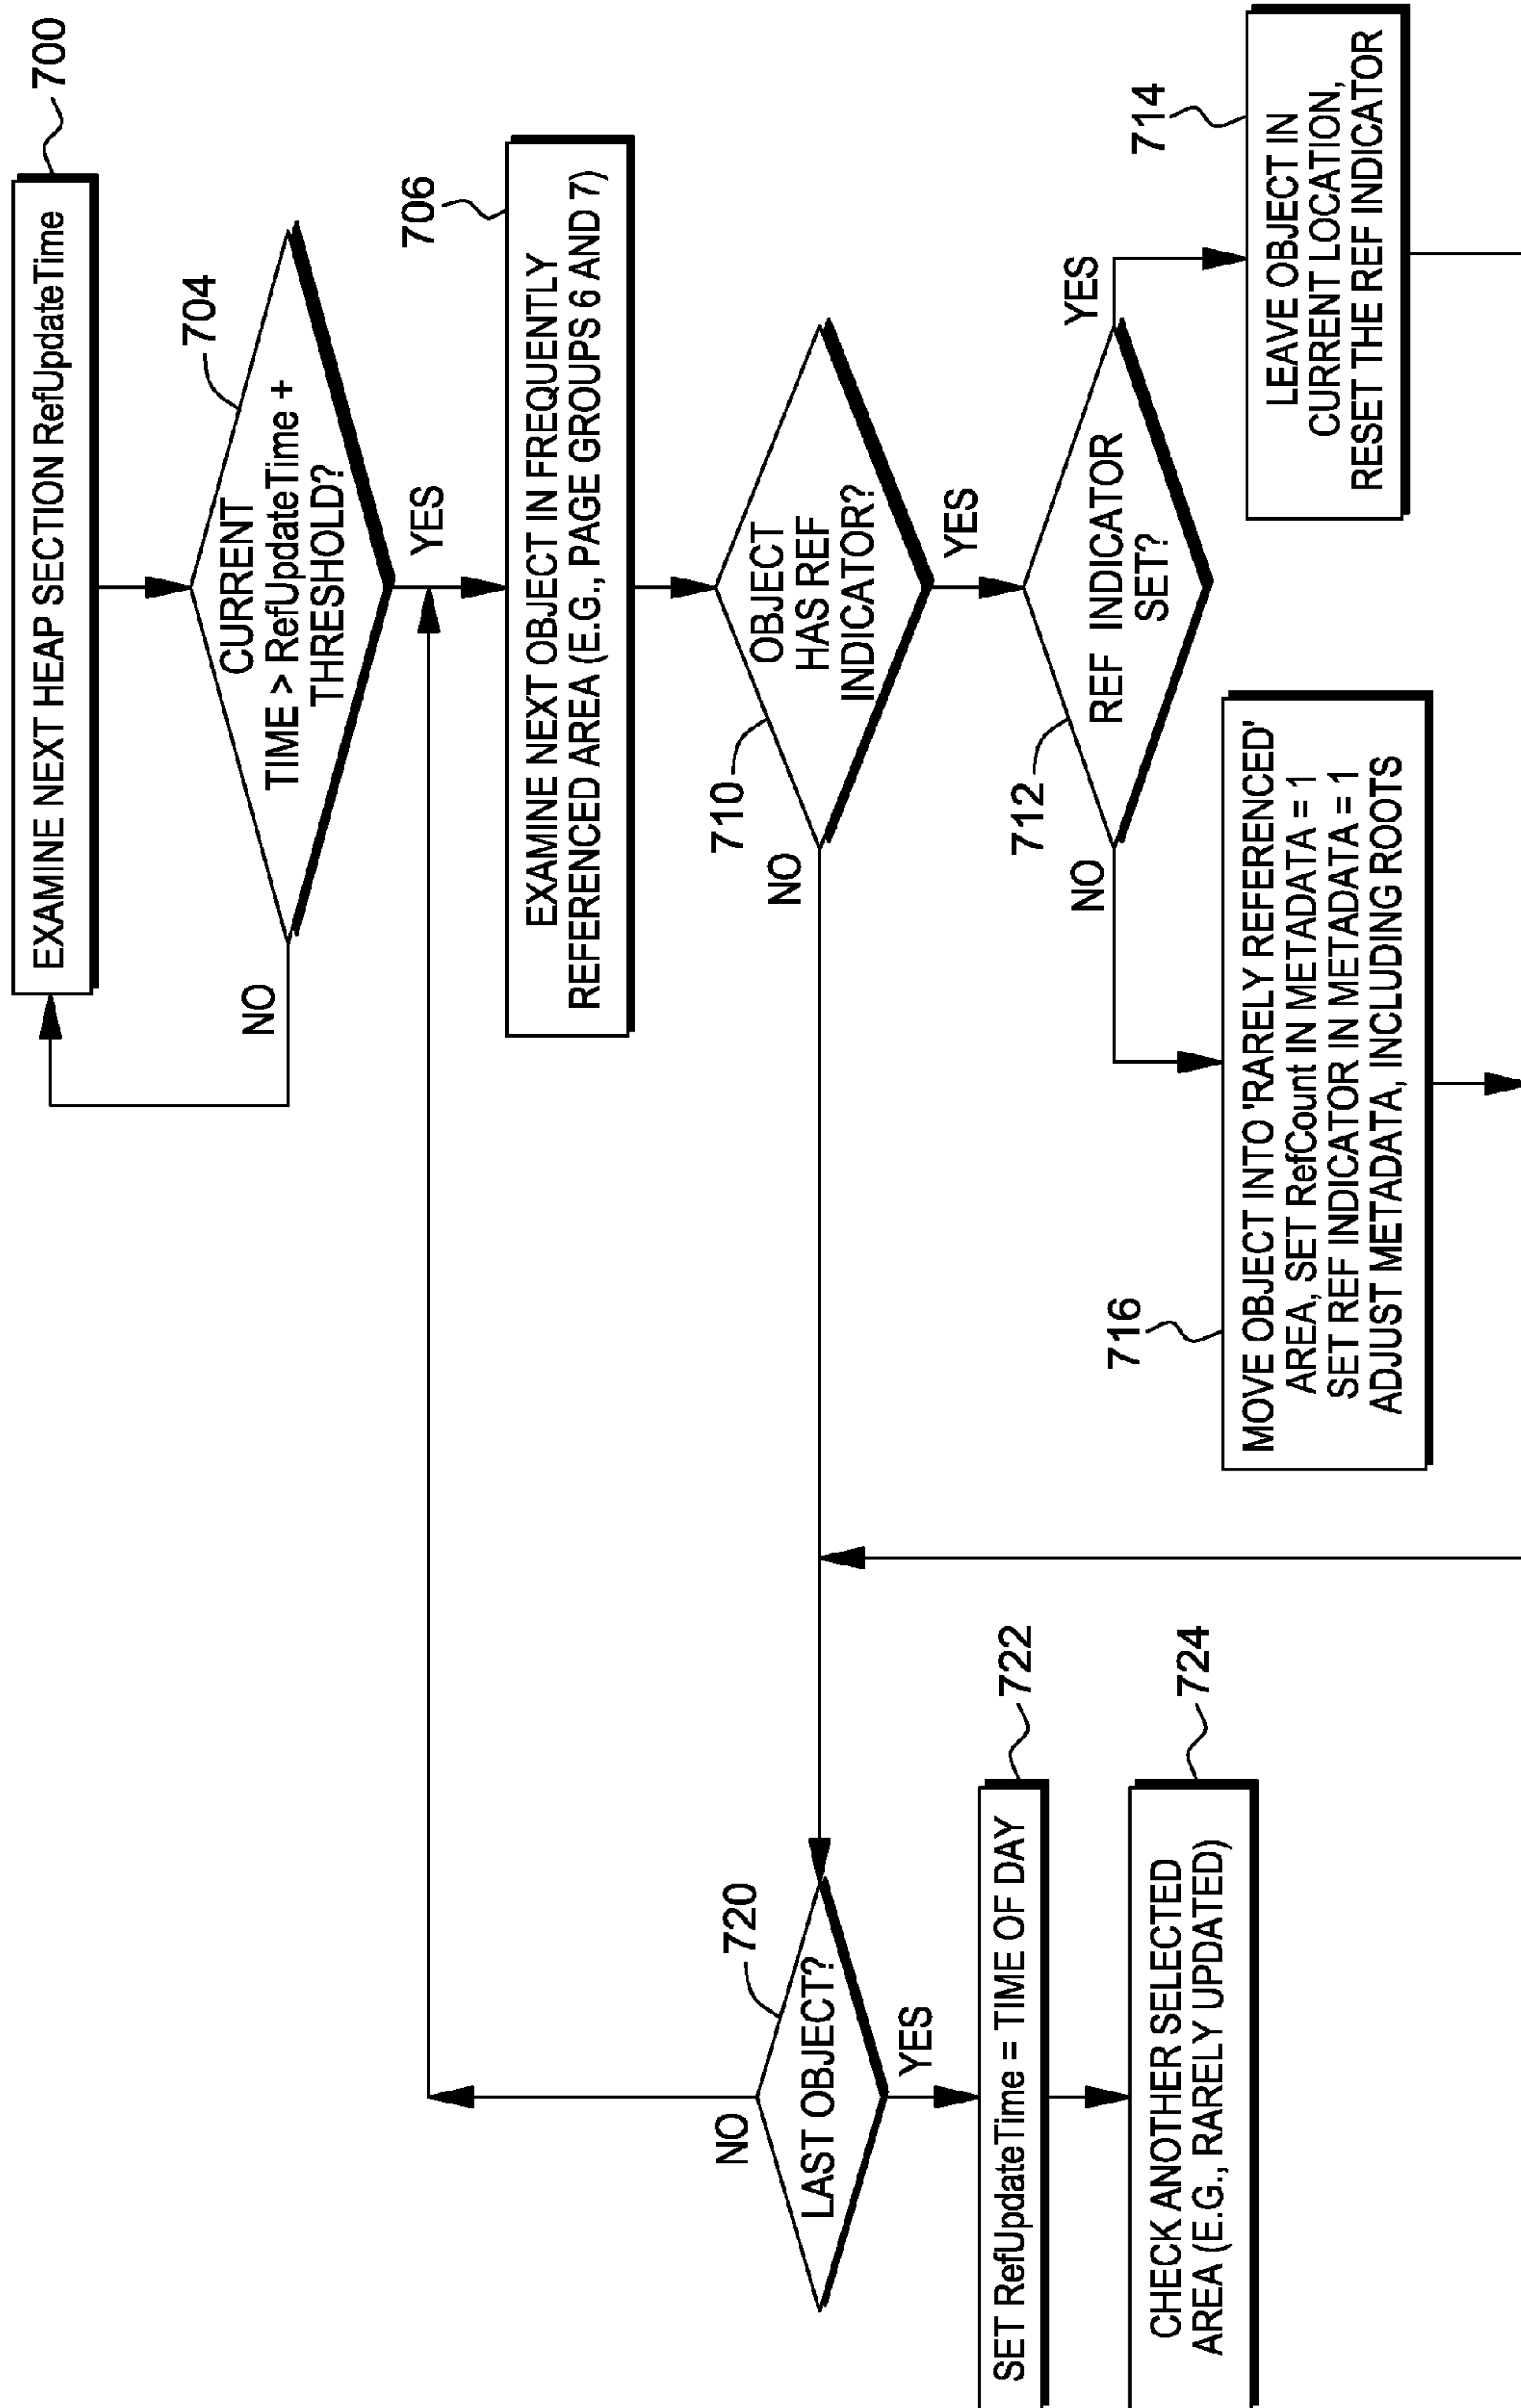 700
EXAMINE NEXT HEAP SECTION RefUpdateTime
704
CURRENT
TIME > RefUpdateTime +
THRESHOLD?
NO
YES
706
EXAMINE NEXT OBJECT IN FREQUENTLY
REFERENCED AREA (E.G., PAGE GROUPS 6 AND 7)
710
OBJECT
HAS REF
INDICATOR?
NO
YES
712
REF INDICATOR
SET?
NO
YES
714
LEAVE OBJECT IN
CURRENT LOCATION,
RESET THE REF INDICATOR
716
MOVE OBJECT INTO 'RARELY REFERENCED'
AREA, SET RefCount IN METADATA = 1
SET REF INDICATOR IN METADATA = 1
ADJUST METADATA, INCLUDING ROOTS
720
LAST OBJECT?
NO
YES
722
SET RefUpdateTime = TIME OF DAY
724
CHECK ANOTHER SELECTED
AREA (E.G., RARELY UPDATED)